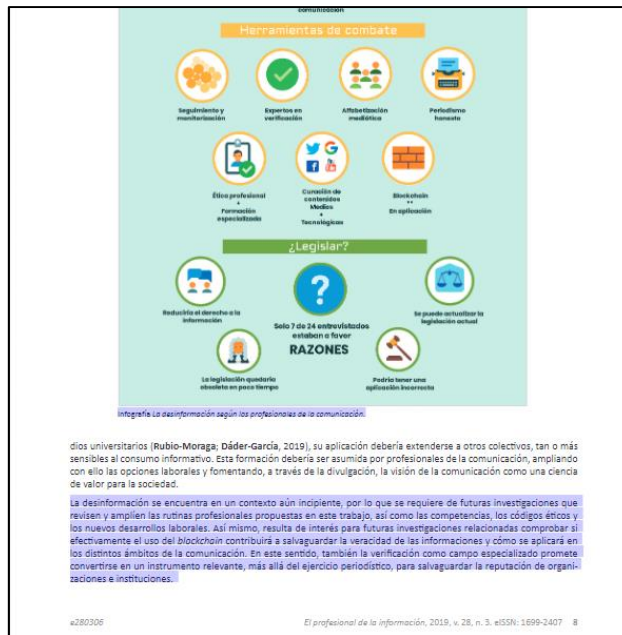 comunicación
Herramientas de combate
Seguimiento y
monitorización
Expertos en
verificación
Alfabetización
mediática
Periodismo
honesto
Ética profesional
+
Formación
especializada
Curación de
contenidos
Medios
+
Tecnológicas
Blockchain
**
En aplicación
¿Legislar?
Reduciría el derecho a la
información
?
Solo 7 de 24 entrevistados
estaban a favor
RAZONES
Se puede actualizar la
legislación actual
La legislación quedaría
obsoleta en poco tiempo
Podría tener una
aplicación incorrecta
Infografía La desinformación según los profesionales de la comunicación.
dios universitarios (Rubio-Moraga; Dáder-García, 2019), su aplicación debería extenderse a otros colectivos, tan o más
sensibles al consumo informativo. Esta formación debería ser asumida por profesionales de la comunicación, ampliando
con ello las opciones laborales y fomentando, a través de la divulgación, la visión de la comunicación como una ciencia
de valor para la sociedad.
La desinformación se encuentra en un contexto aún incipiente, por lo que se requiere de futuras investigaciones que
revisen y amplíen las rutinas profesionales propuestas en este trabajo, así como las competencias, los códigos éticos y
los nuevos desarrollos laborales. Así mismo, resulta de interés para futuras investigaciones relacionadas comprobar si
efectivamente el uso del blockchain contribuirá a salvaguardar la veracidad de las informaciones y cómo se aplicará en
los distintos ámbitos de la comunicación. En este sentido, también la verificación como campo especializado promete
convertirse en un instrumento relevante, más allá del ejercicio periodístico, para salvaguardar la reputación de organi-
zaciones e instituciones.
e280306
El profesional de la información, 2019, v. 28, n. 3. eISSN: 1699-2407
8